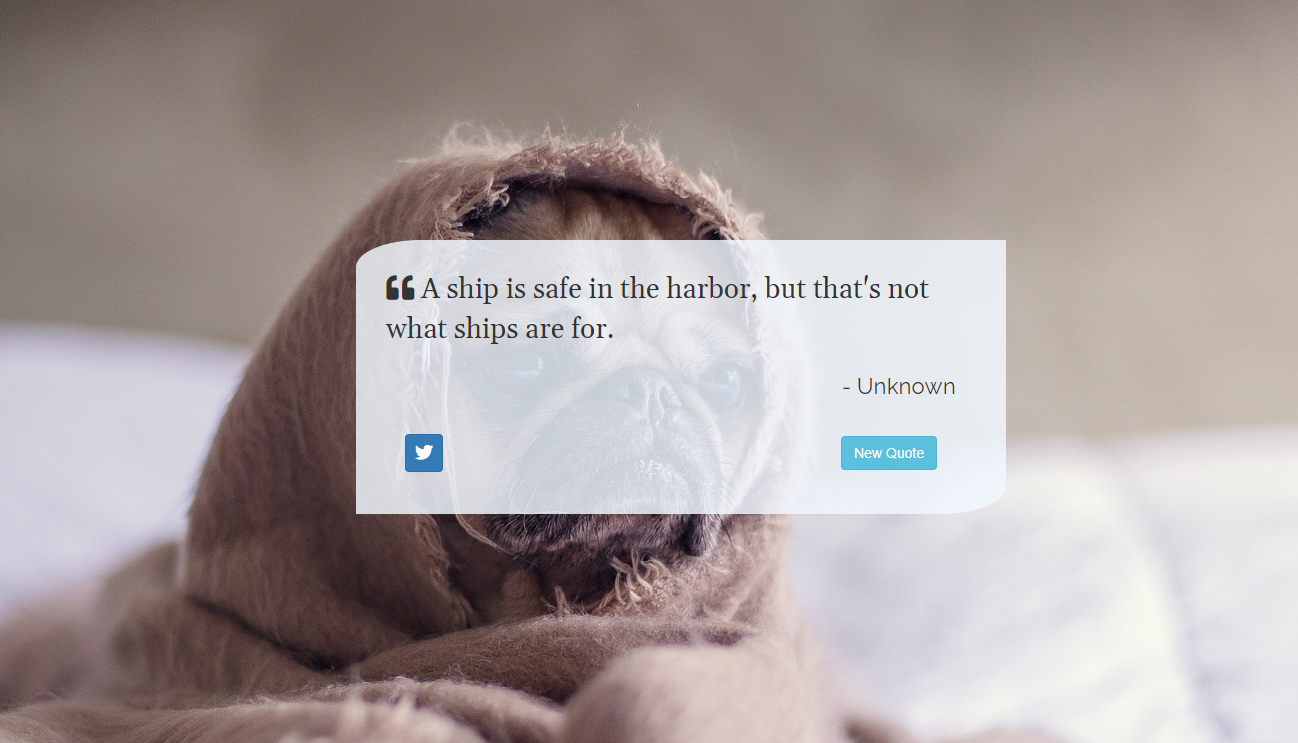 A ship is safe in the harbor, but that's not
what ships are for.
- Unknown
New Quote